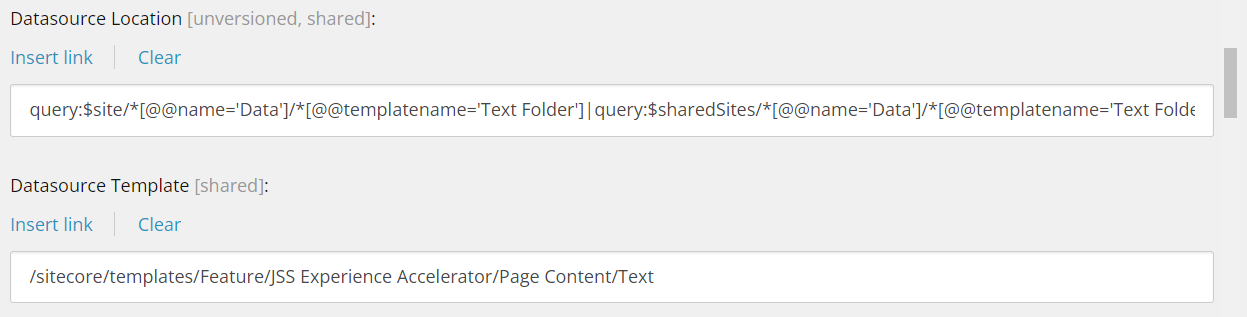 Datasource Location [unversioned, shared]:
Insert link Clear
query:$site/*[@@name='Data']/*[@@templatename='Text Folder']|query:$sharedSites/*[@@name='Data']/*[@@templatename='Text Folde
Datasource Template [shared]:
Insert link Clear
/sitecore/templates/Feature/JSS Experience Accelerator/Page Content/Text